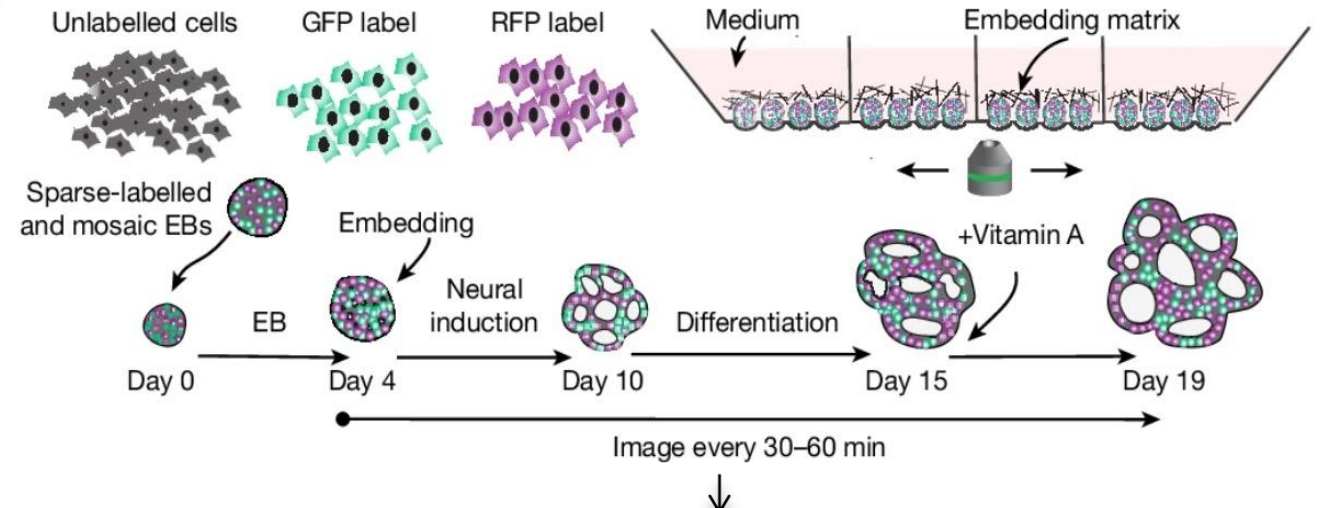 Unlabelled cells
GFP label
RFP label
Medium
Embedding matrix
Sparse-labelled
and mosaic EBs
Embedding
+Vitamin A
EB
Neural
induction
Differentiation
Day 0
Day 4
Day 10
Day 15
Day 19
Image every 30–60 min